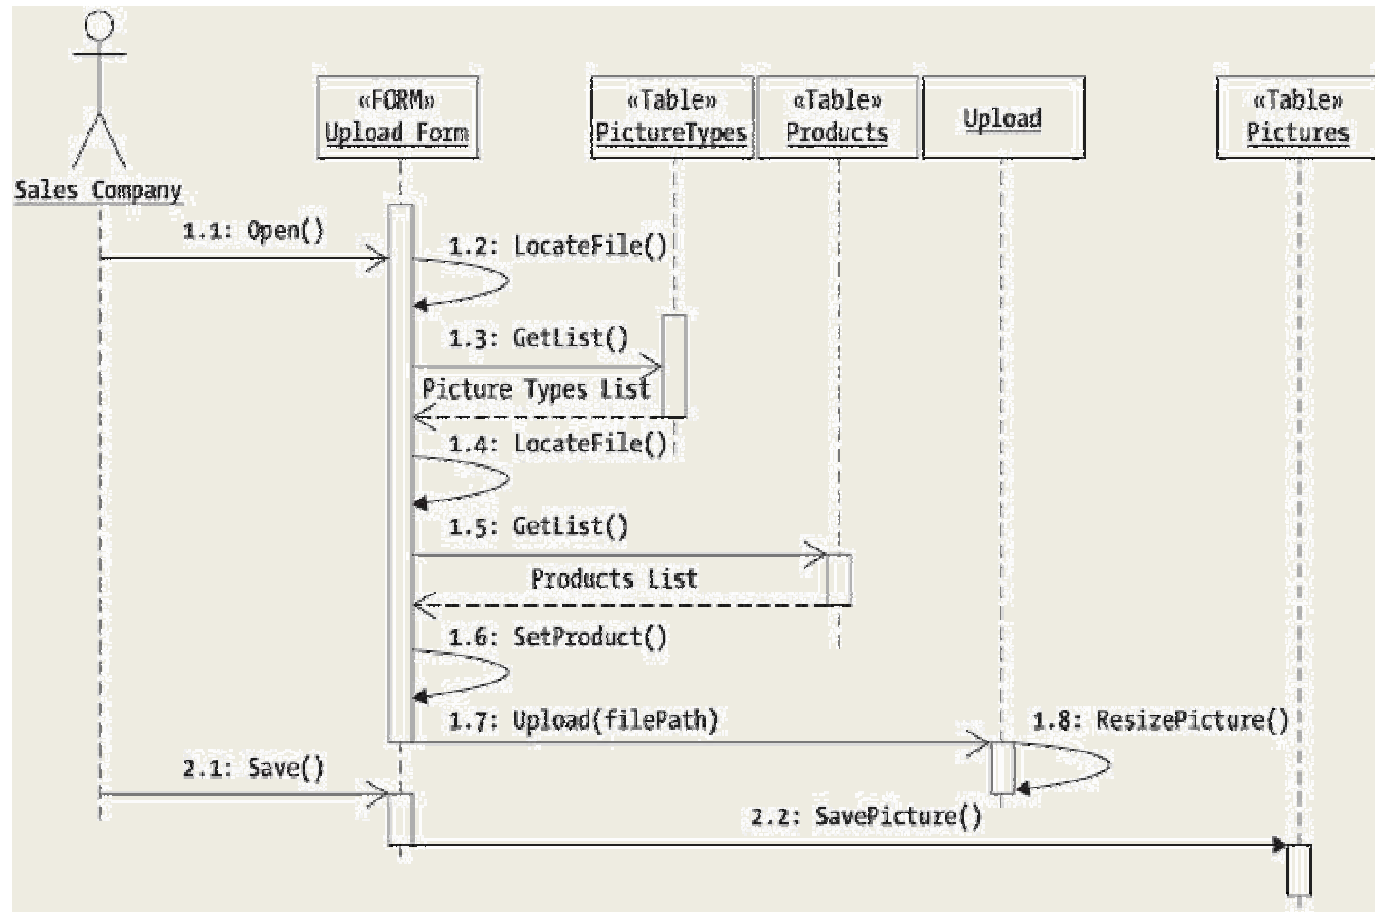 «FORM»
Upload Form
«Table»
PictureTypes
«Table»
Products
Upload
«Table»
Pictures
Sales Company
1.1: Open()
1.2: LocateFile()
1.3: GetList()
Picture Types List
1.4: LocateFile()
1.5: GetList()
Products List
1.6: SetProduct()
1.7: Upload(filePath)
1.8: ResizePicture()
2.1: Save()
2.2: SavePicture()